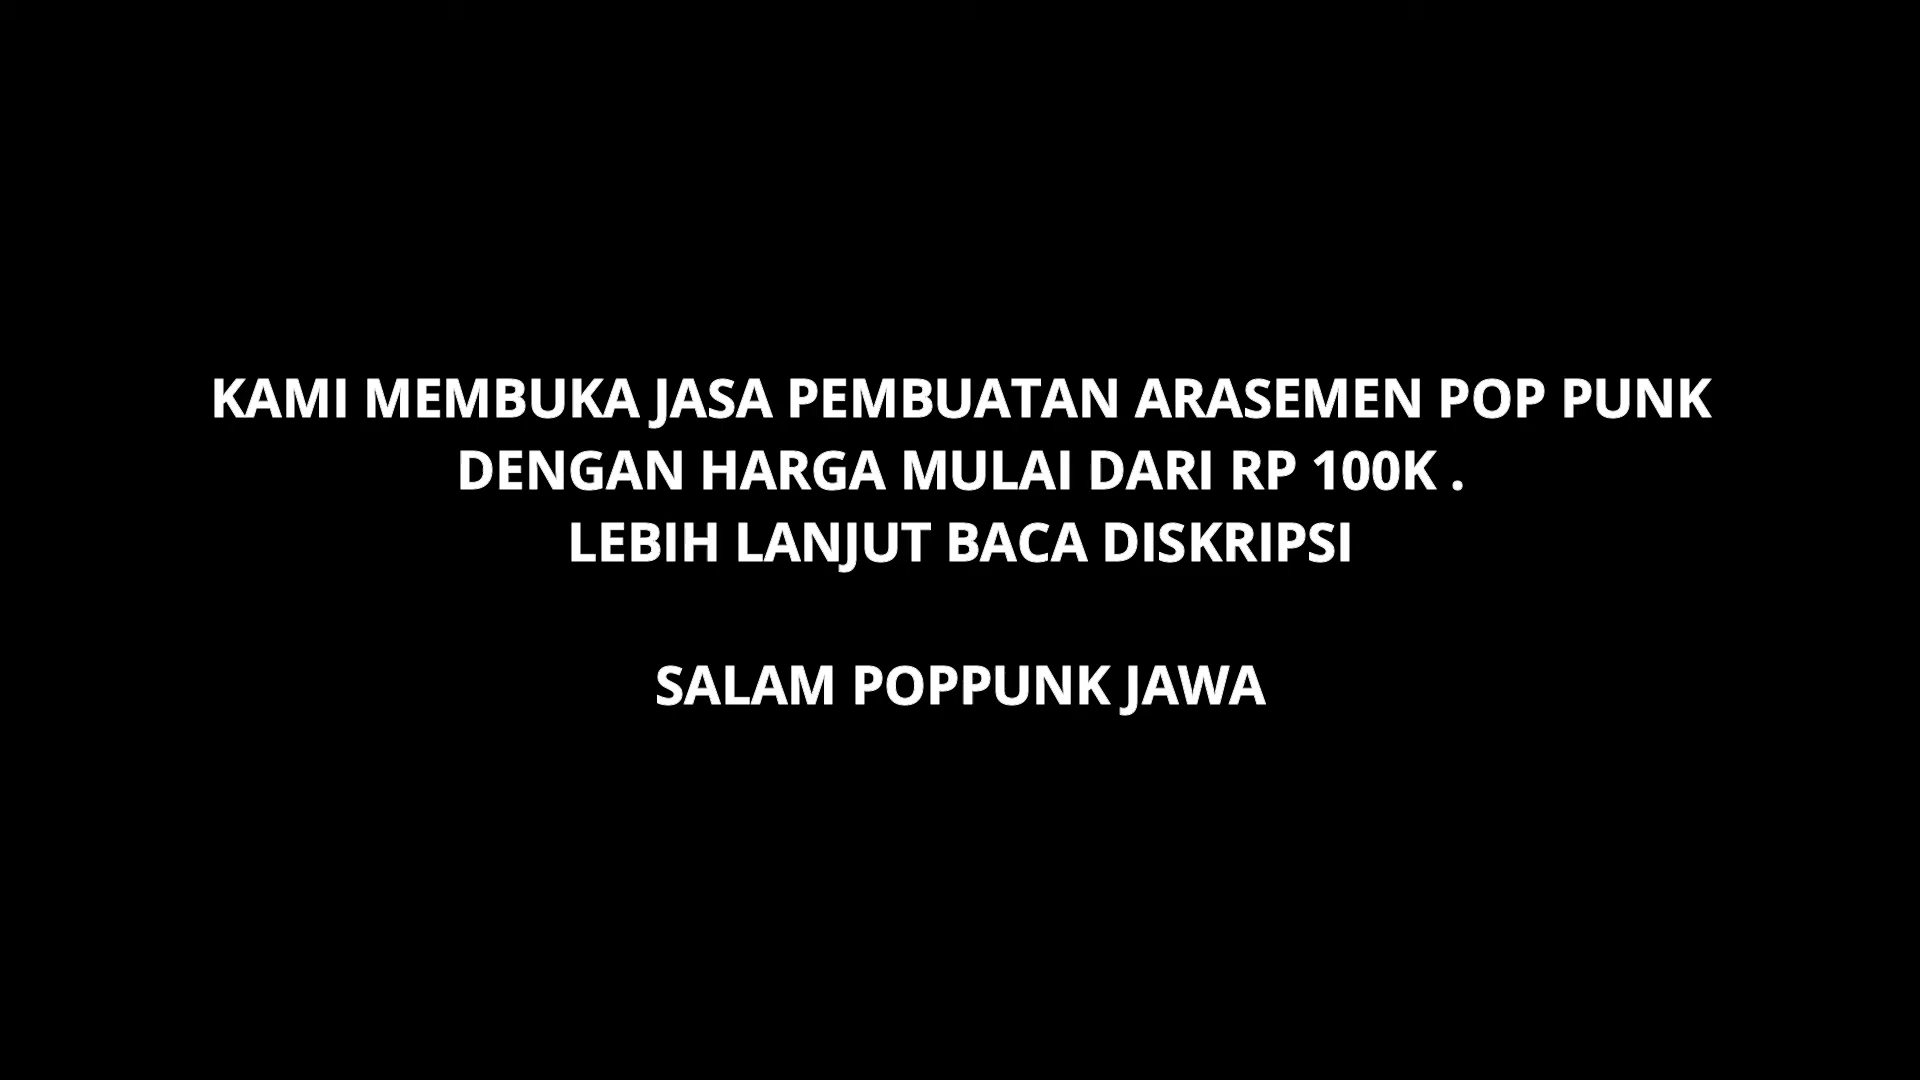 KAMI MEMBUKA JASA PEMBUATAN ARASEMEN POP PUNK
DENGAN HARGA MULAI DARI RP 100K .
LEBIH LANJUT BACA DISKRIPSI
SALAM POPPUNK JAWA